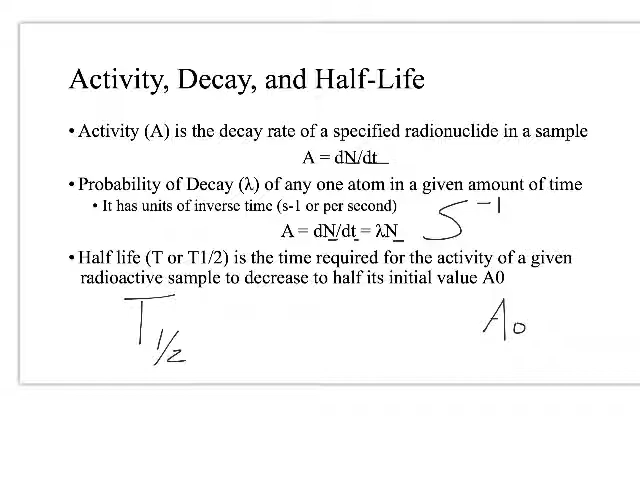 Activity, Decay, and Half-Life
• Activity (A) is the decay rate of a specified radionuclide in a sample
A = dN/dt
• Probability of Decay (λ) of any one atom in a given amount of time
• It has units of inverse time (s-1 or per second)
S⁻¹
A = dN/dt = λN
• Half life (T or T1/2) is the time required for the activity of a given
radioactive sample to decrease to half its initial value A0
T₁/₂
A₀